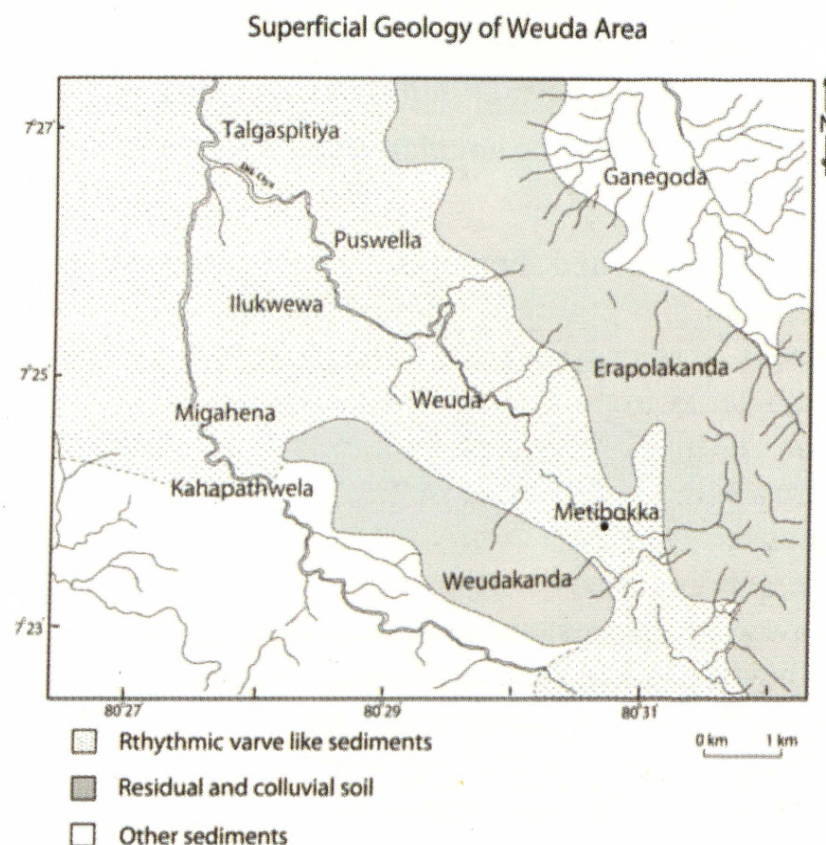 Superficial Geology of Weuda Area
7°27'
Talgaspitiya
N
Ganegoda
Puswella
Ilukwewa
7°25'
Erapolakanda
Weuda
Migahena
Kahapathwela
Metibokka
Weudakanda
7°23'
80°27
80°29
80°31
Rthythmic varve like sediments
0 km 1 km
Residual and colluvial soil
Other sediments